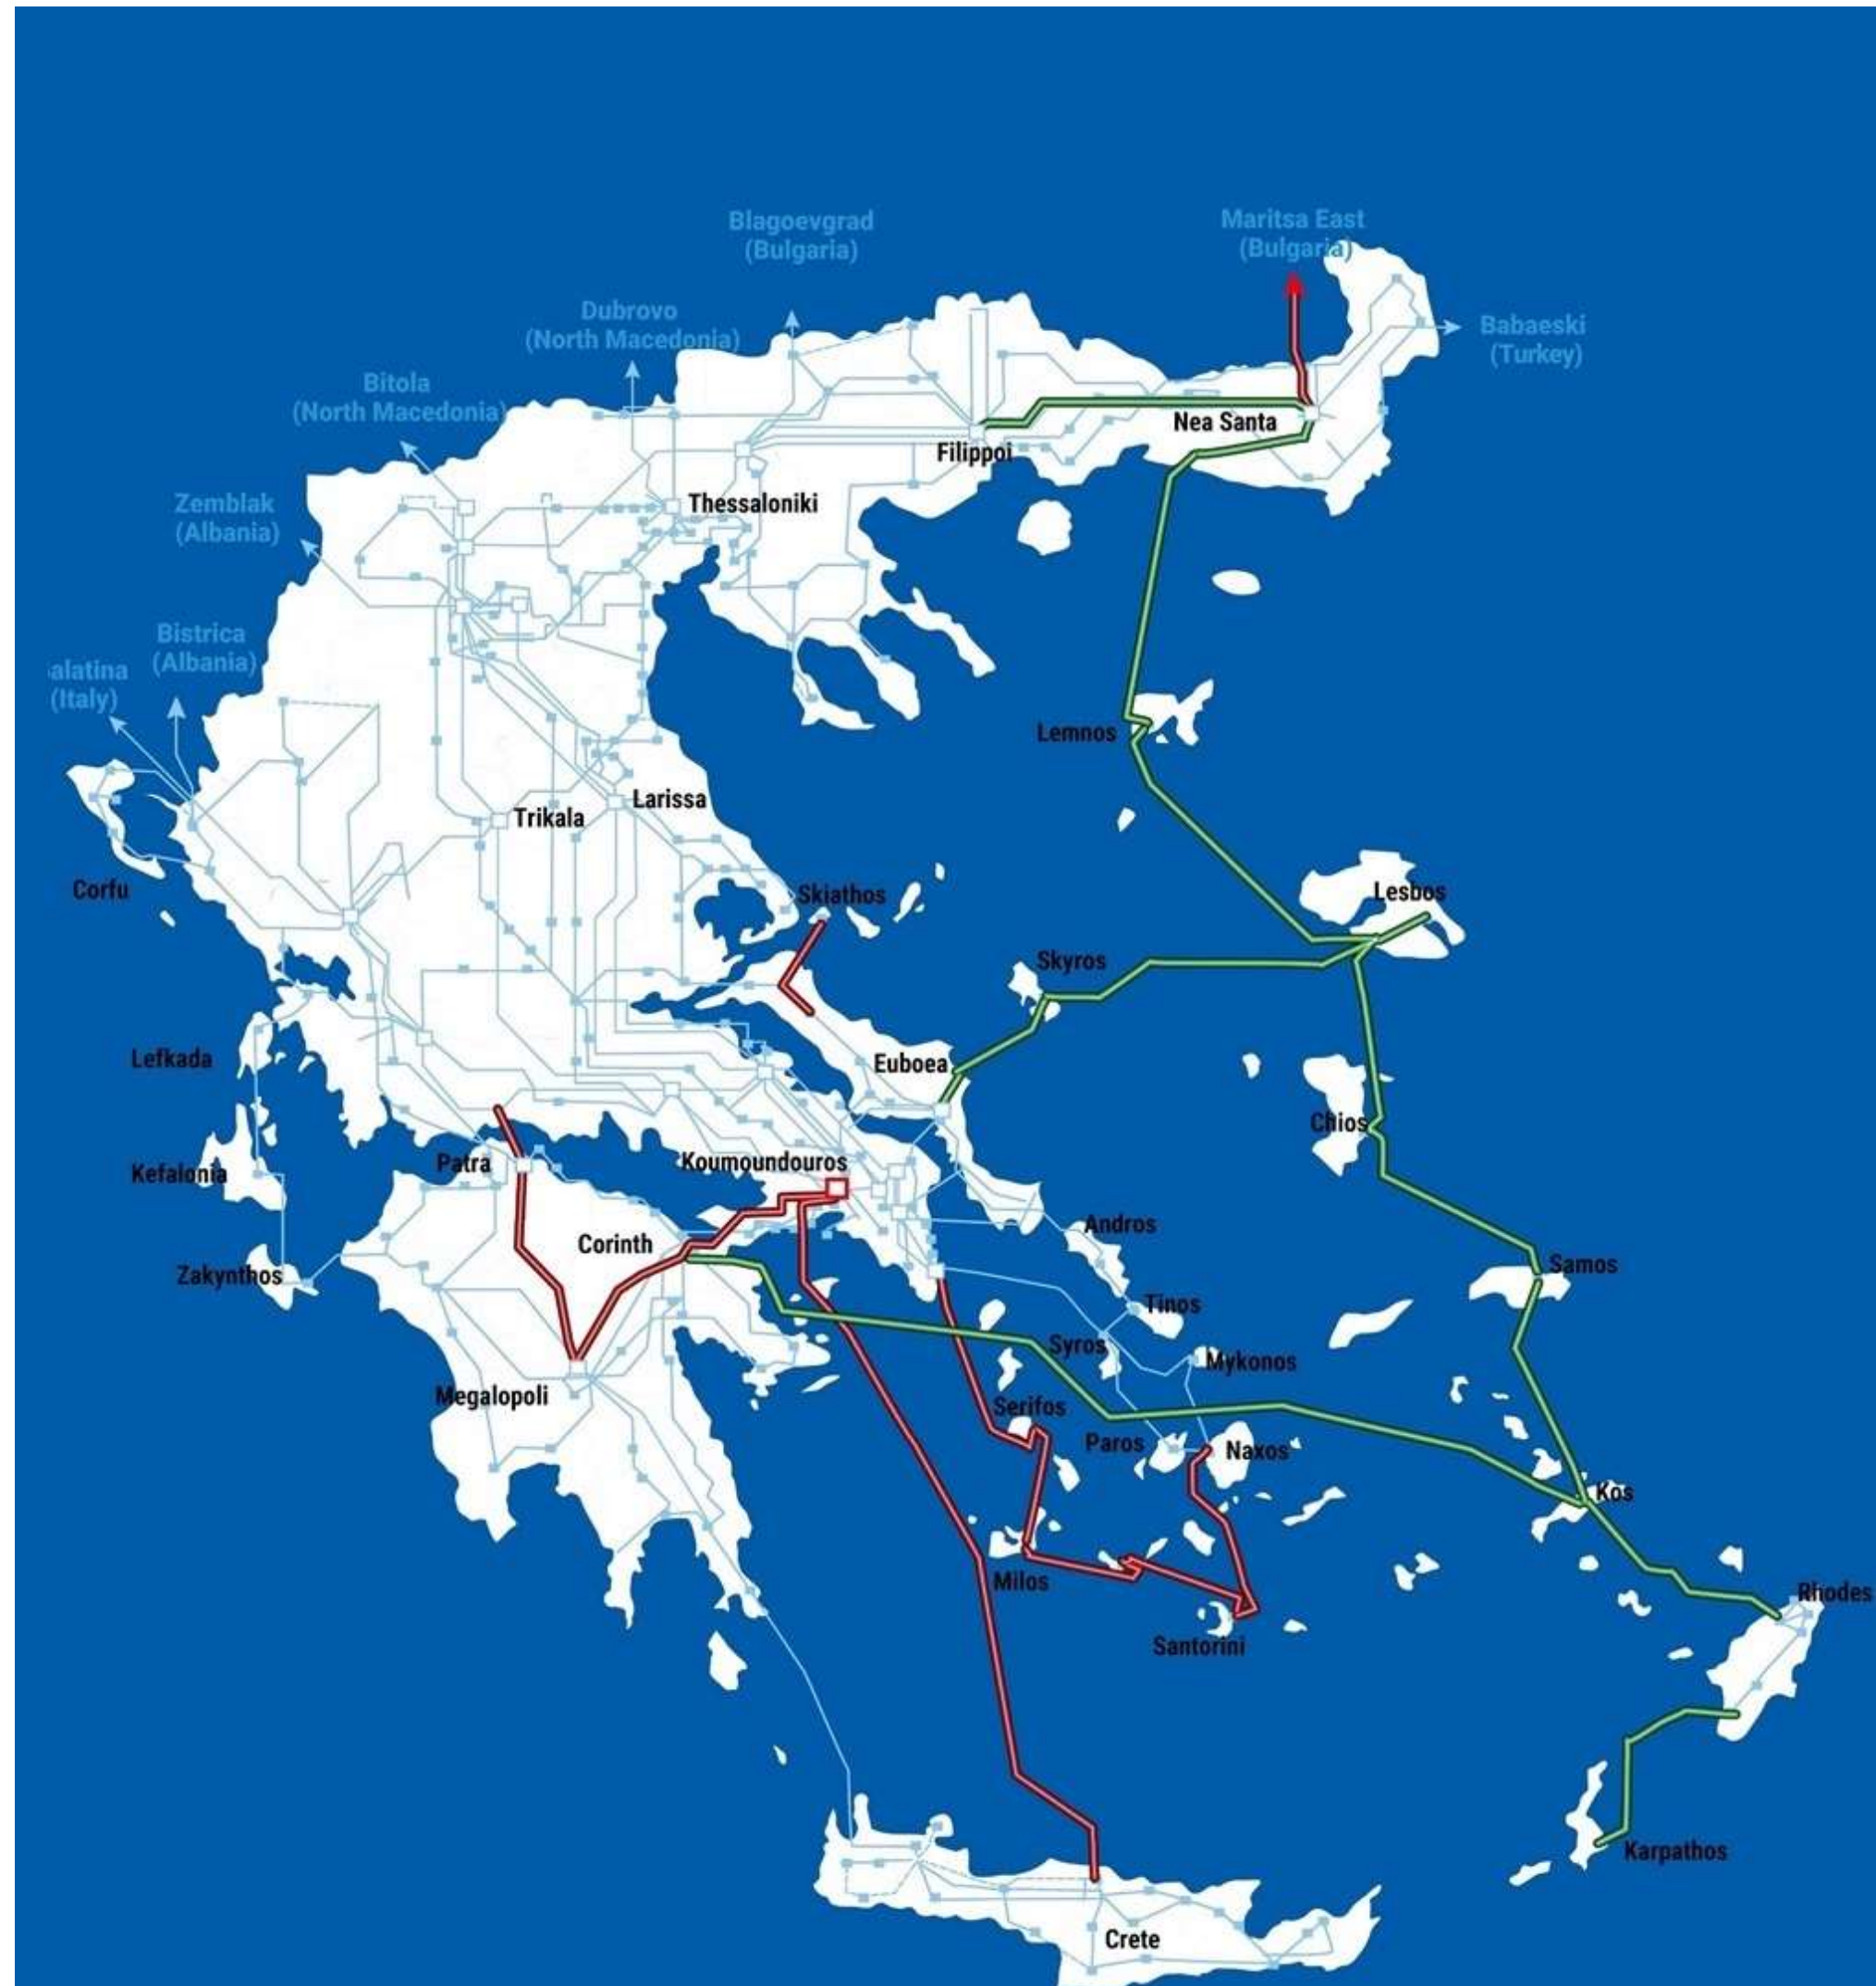 Blagoevgrad
(Bulgaria)
Maritsa East
(Bulgaria)
Dubrovo
(North Macedonia)
Babaeski
(Turkey)
Bitola
(North Macedonia)
Nea Santa
Filippoi
Zemblak
(Albania)
Thessaloniki
Bistrica
(Albania)
alatina
(Italy)
Lemnos
Larissa
Trikala
Corfu
Skiathos
Lesbos
Skyros
Lefkada
Euboea
Chios
Patra
Koumoundouros
Kefalonia
Andros
Corinth
Zakynthos
Samos
Tinos
Syros
Mykonos
Megalopoli
Serifos
Paros
Naxos
Kos
Milos
Rhodes
Santorini
Karpathos
Crete